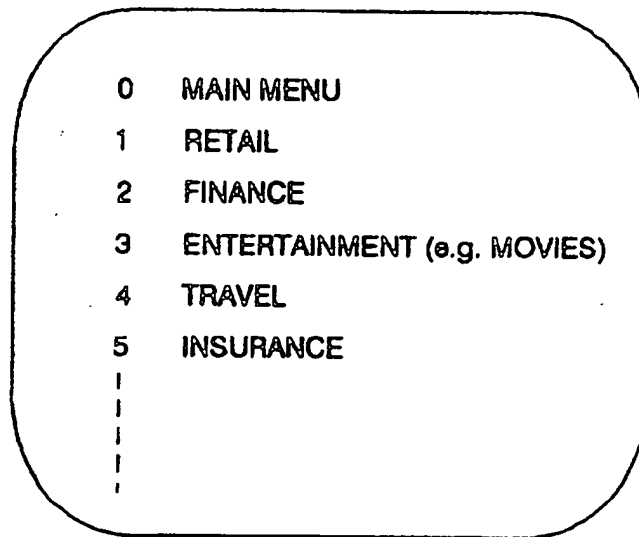 0 MAIN MENU
1 RETAIL
2 FINANCE
3 ENTERTAINMENT (e.g. MOVIES)
4 TRAVEL
5 INSURANCE